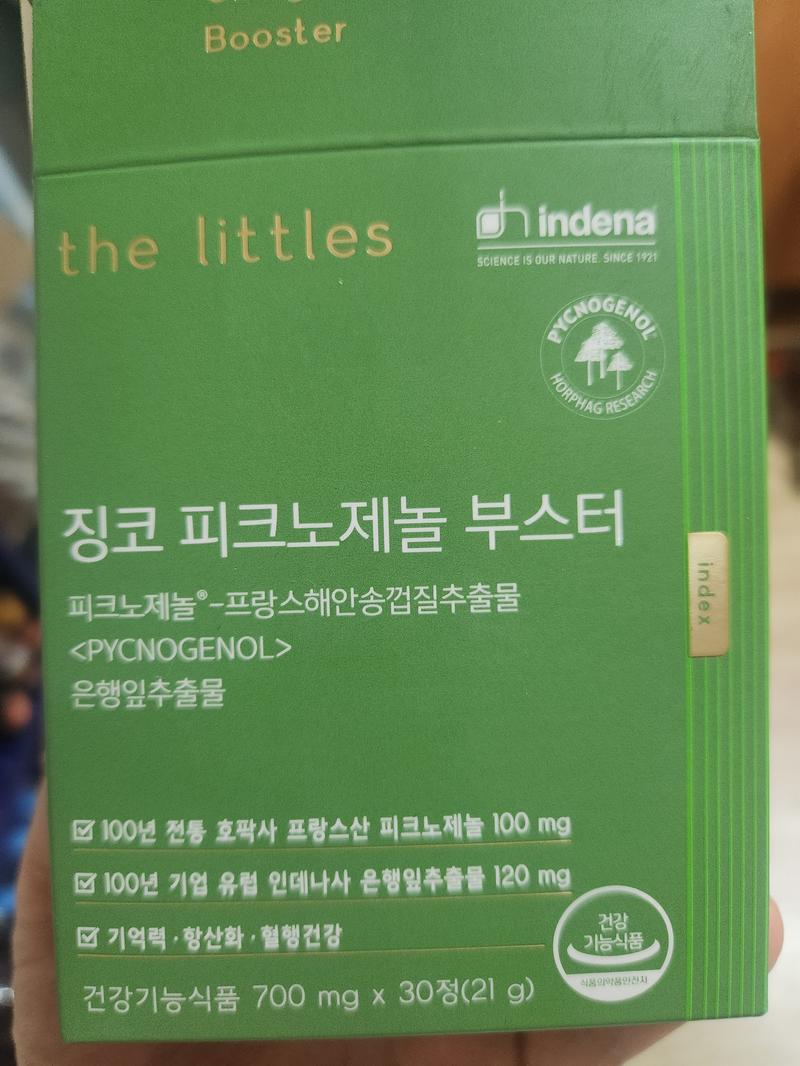 Booster
the littles
indena
SCIENCE IS OUR NATURE. SINCE 1921
PYCNOGENOL®
HORPHAG RESEARCH
징코 피크노제놀 부스터
피크노제놀®-프랑스해안송껍질추출물
<PYCNOGENOL>
은행잎추출물
index
☑ 100년 전통 호팍사 프랑스산 피크노제놀 100 mg
☑ 100년 기업 유럽 인데나사 은행잎추출물 120 mg
☑ 기억력·항산화·혈행건강
건강
기능식품
식품의약품안전처
건강기능식품 700 mg x 30정(21 g)